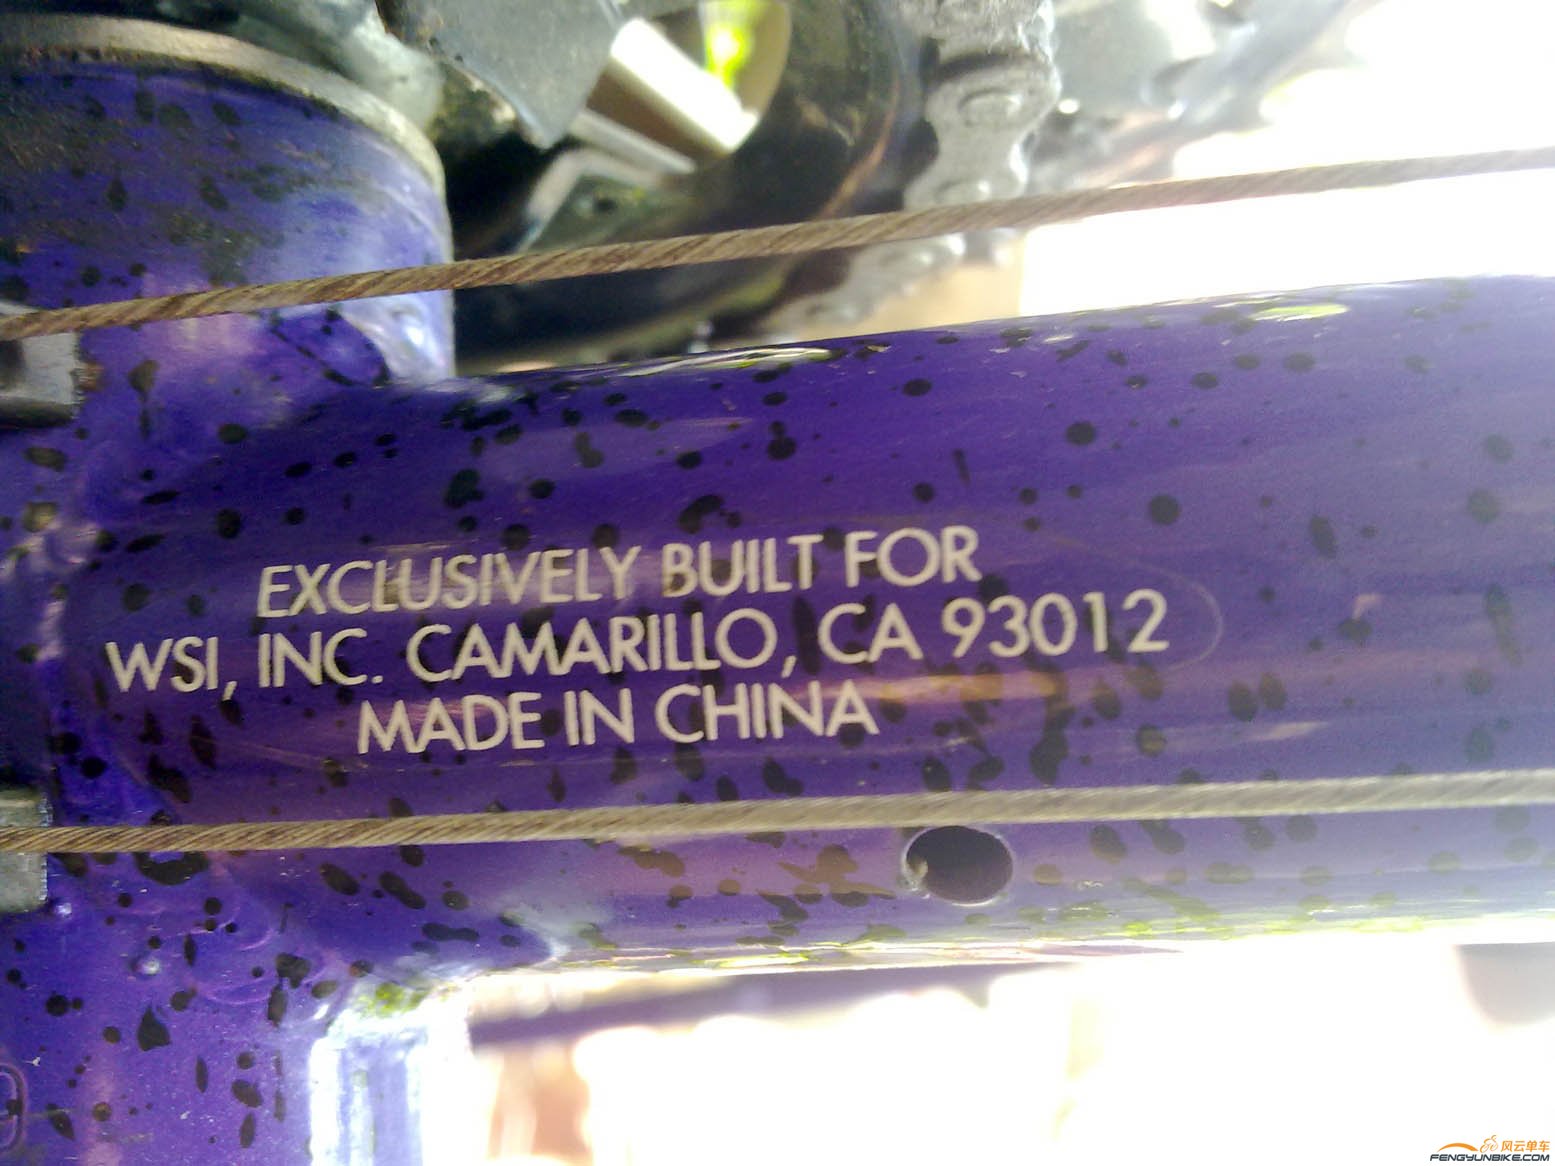 EXCLUSIVELY BUILT FOR
WSI, INC. CAMARILLO, CA 93012
MADE IN CHINA
风云单车
FENGYUNBIKE.COM